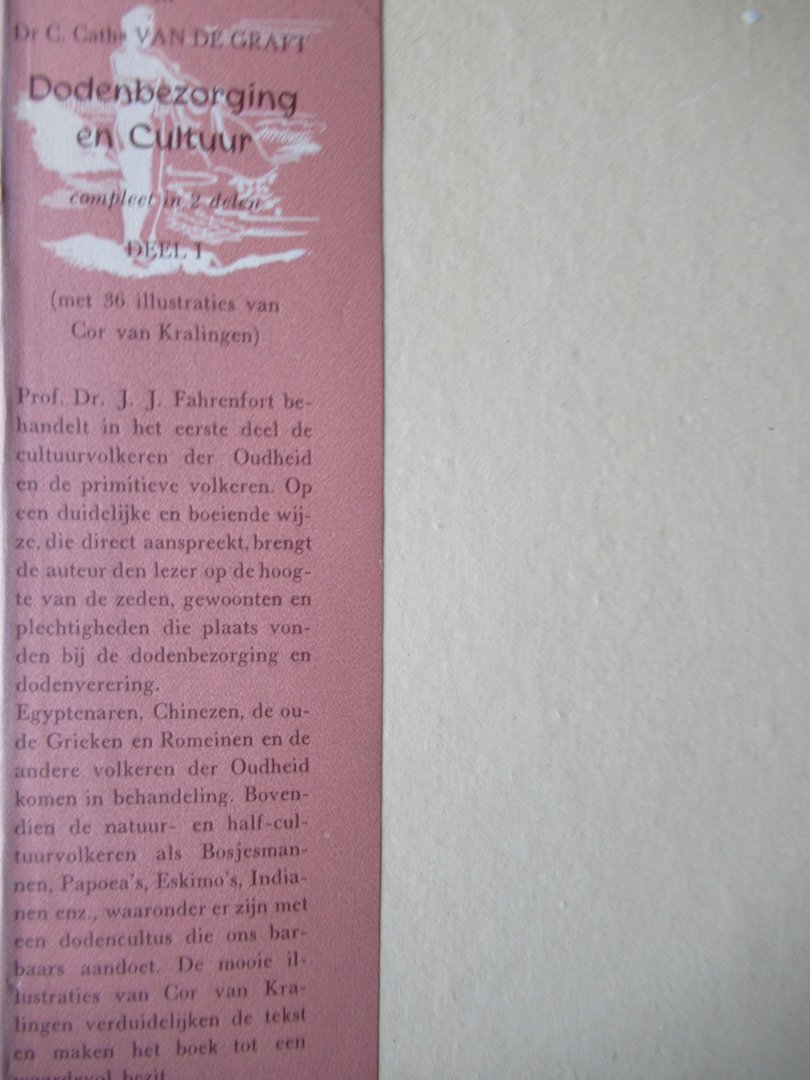 Dr C. Catha VAN DE GRAFT
Dodenbezorging
en Cultuur
compleet in 2 delen
DEEL I
(met 36 illustraties van
Cor van Kralingen)
Prof. Dr. J. J. Fahrenfort be-
handelt in het eerste deel de
cultuurvolkeren der Oudheid
en de primitieve volkeren. Op
een duidelijke en boeiende wij-
ze, die direct aanspreekt, brengt
de auteur den lezer op de hoog-
te van de zeden, gewoonten en
plechtigheden die plaats von-
den bij de dodenbezorging en
dodenverering.
Egyptenaren, Chinezen, de ou-
de Grieken en Romeinen en de
andere volkeren der Oudheid
komen in behandeling. Boven-
dien de natuur- en half-cul-
tuurvolkeren als Bosjesman-
nen, Papoea's, Eskimo's, India-
nen enz., waaronder er zijn met
een dodencultus die ons bar-
baars aandoet. De mooie il-
lustraties van Cor van Kra-
lingen verduidelijken de tekst
en maken het boek tot een
waardevol bezit